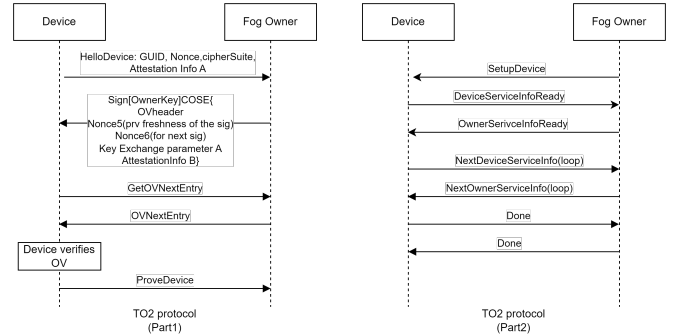 Device
Fog Owner
HelloDevice: GUID, Nonce,cipherSuite,
Attestation Info A
Sign[OwnerKey]COSE{
OVheader
Nonce5(prv freshness of the sig)
Nonce6(for next sig)
Key Exchange parameter A
AttestationInfo B}
GetOVNextEntry
OVNextEntry
Device verifies
OV
ProveDevice
TO2 protocol
(Part1)
Device
Fog Owner
SetupDevice
DeviceServiceInfoReady
OwnerSerivceInfoReady
NextDeviceServiceInfo(loop)
NextOwnerServiceInfo(loop)
Done
Done
TO2 protocol
(Part2)